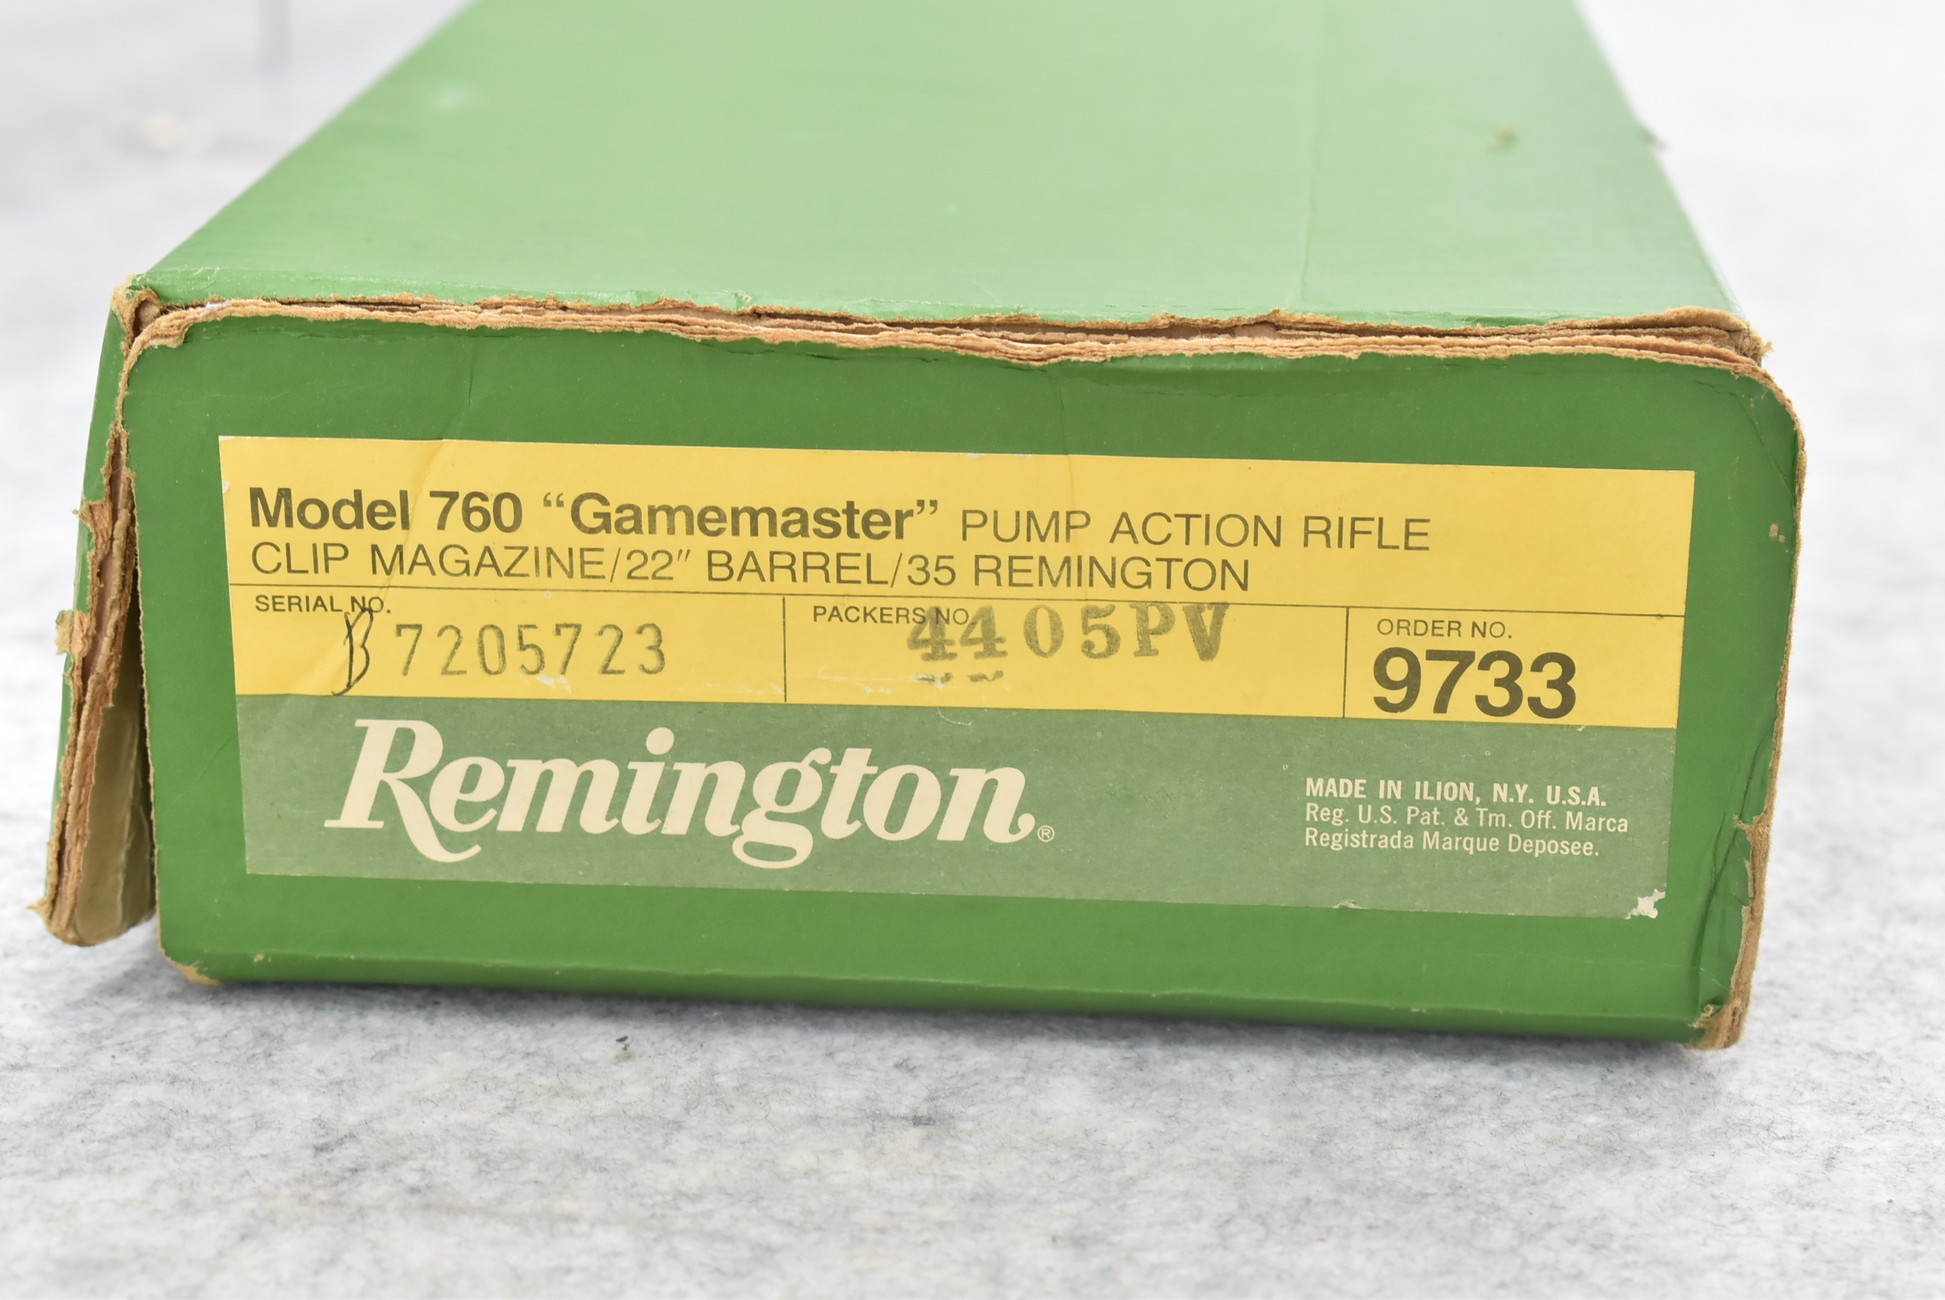 Model 760 “Gamemaster” PUMP ACTION RIFLE
CLIP MAGAZINE/22″ BARREL/35 REMINGTON
SERIAL NO.
B 7205723
PACKERS NO.
4405PV
ORDER NO.
9733
Remington®
MADE IN ILION, N.Y. U.S.A.
Reg. U.S. Pat. & Tm. Off. Marca
Registrada Marque Deposee.